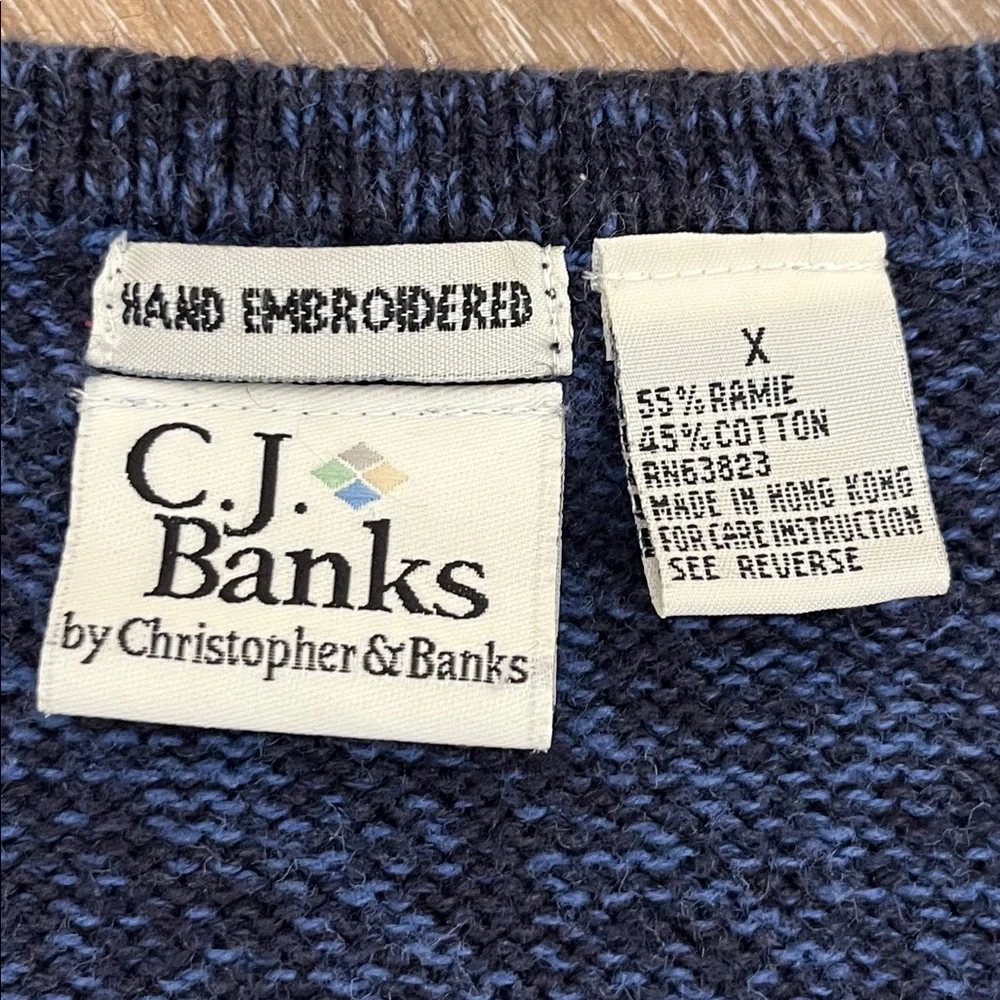 HAND EMBROIDERED
C.J.
Banks
by Christopher & Banks
X
55% RAMIE
45% COTTON
RN63823
MADE IN HONG KONG
FOR CARE INSTRUCTION
SEE REVERSE